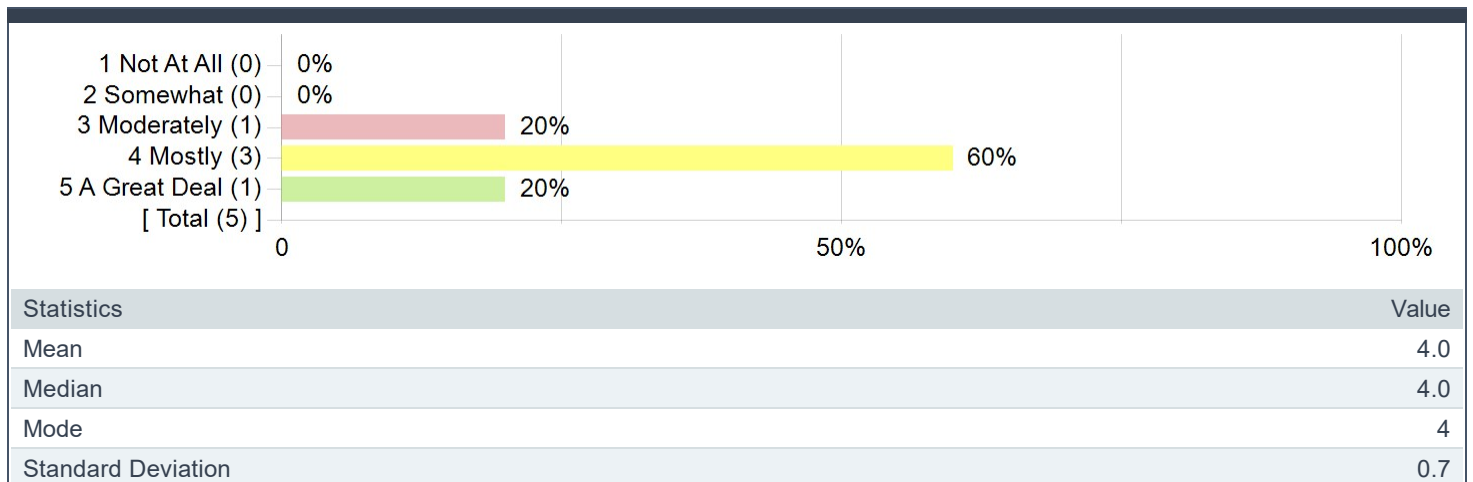 1 Not At All (0) 0%
2 Somewhat (0) 0%
3 Moderately (1) 20%
4 Mostly (3) 60%
5 A Great Deal (1) 20%
[ Total (5) ]
0 50% 100%
Statistics Value
Mean 4.0
Median 4.0
Mode 4
Standard Deviation 0.7